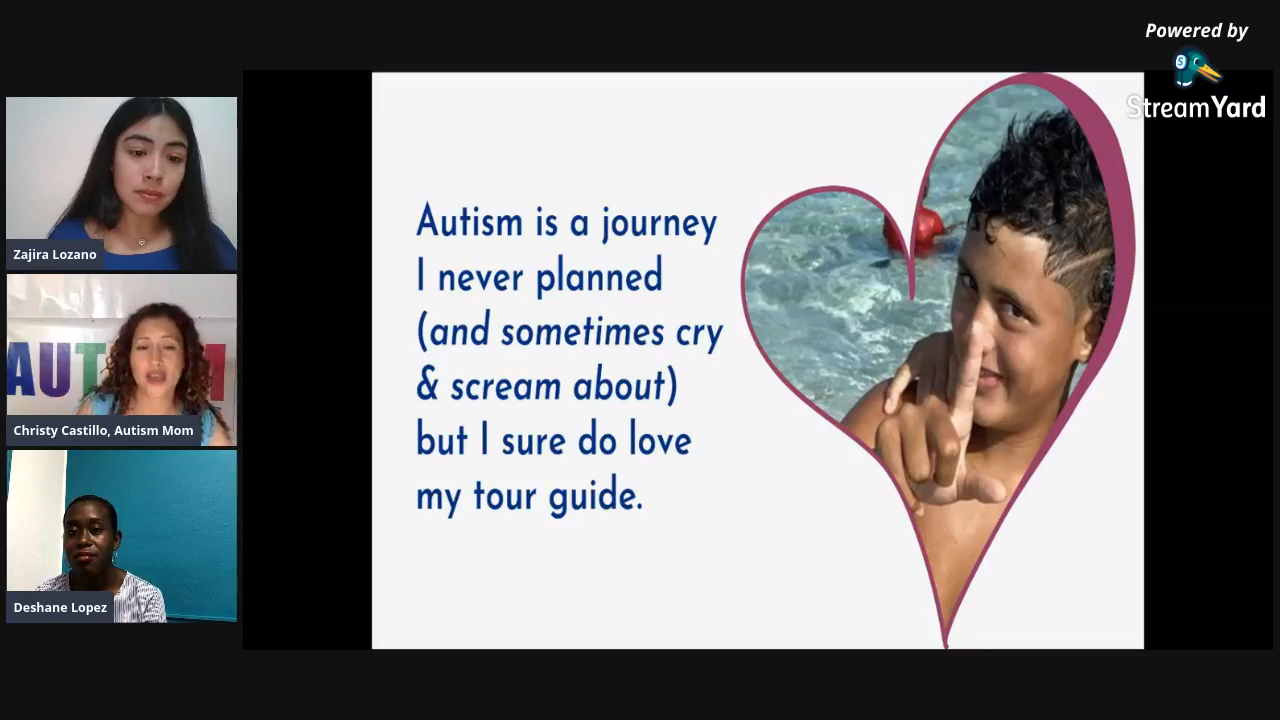 Powered by
StreamYard
Zajira Lozano
AUT M
Christy Castillo, Autism Mom
Deshane Lopez
Autism is a journey
I never planned
(and sometimes cry
& scream about)
but I sure do love
my tour guide.